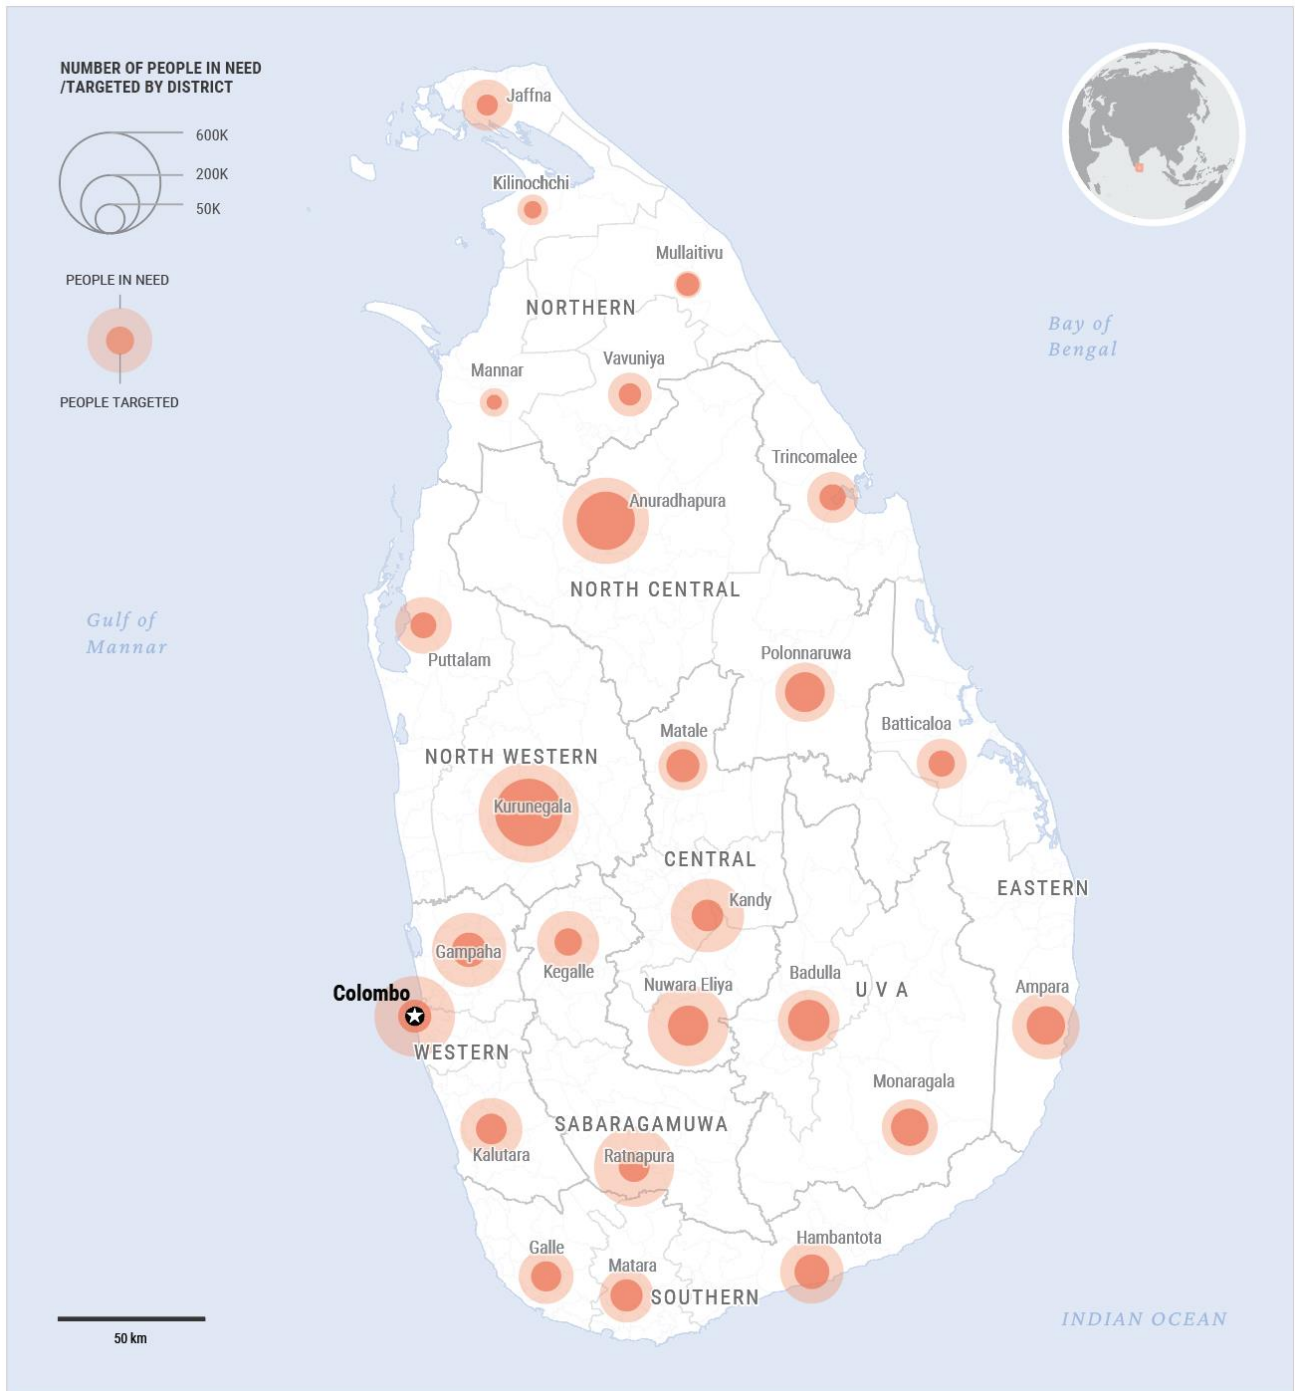 NUMBER OF PEOPLE IN NEED
/TARGETED BY DISTRICT
600K
200K
50K
PEOPLE IN NEED
PEOPLE TARGETED
Jaffna
Kilinochchi
Mullaitivu
NORTHERN
Bay of
Bengal
Vavuniya
Mannar
Trincomalee
Anuradhapura
NORTH CENTRAL
Gulf of
Mannar
Puttalam
Polonnaruwa
Batticaloa
Matale
NORTH WESTERN
Kurunegala
CENTRAL
EASTERN
Kandy
Gampaha
Kegalle
Badulla
Nuwara Eliya
UVA
Ampara
Colombo
WESTERN
Monaragala
SABARAGAMUWA
Kalutara
Ratnapura
Hambantota
Galle
Matara
SOUTHERN
INDIAN OCEAN
50 km